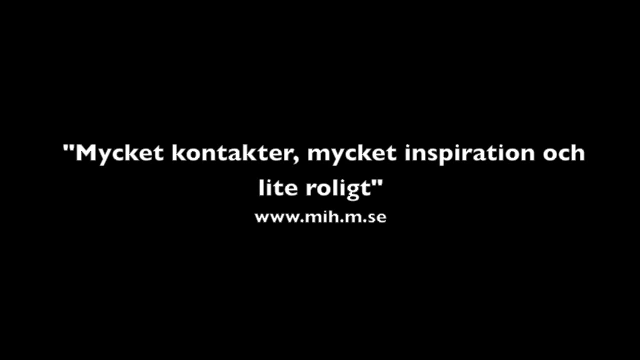 "Mycket kontakter, mycket inspiration och
lite roligt"
www.mih.m.se